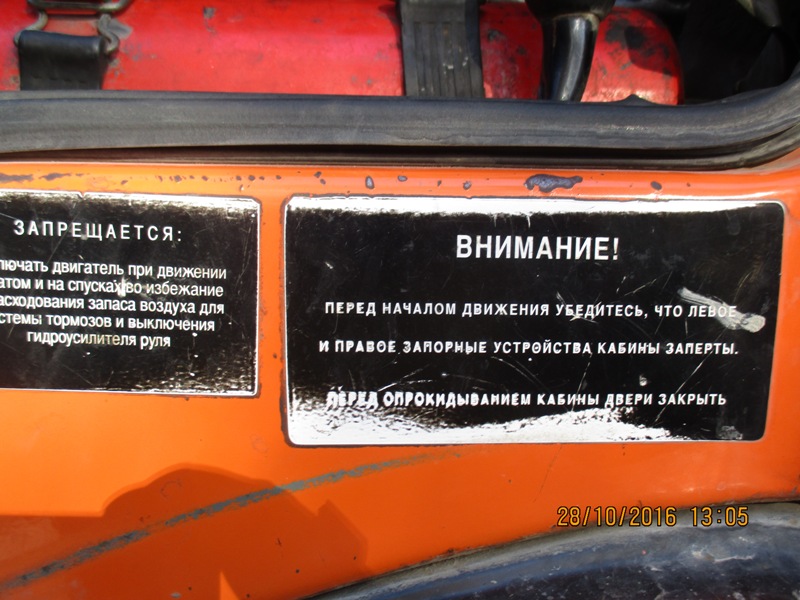 ЗАПРЕЩАЕТСЯ:
лючать двигатель при движении
атом и на спусках во избежание
асходования запаса воздуха для
стемы тормозов и выключения
гидроусилителя руля
ВНИМАНИЕ!
ПЕРЕД НАЧАЛОМ ДВИЖЕНИЯ УБЕДИТЕСЬ, ЧТО ЛЕВОЕ
И ПРАВОЕ ЗАПОРНЫЕ УСТРОЙСТВА КАБИНЫ ЗАПЕРТЫ.
ПЕРЕД ОПРОКИДЫВАНИЕМ КАБИНЫ ДВЕРИ ЗАКРЫТЬ
28/10/2016 13:05